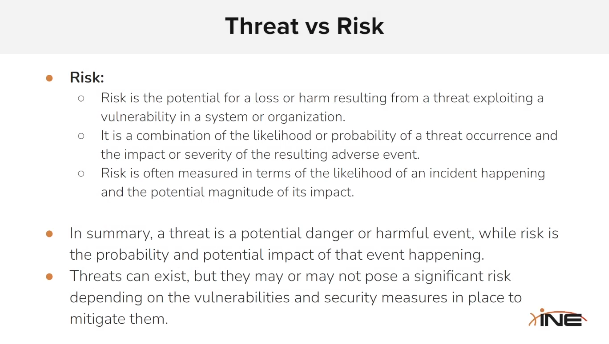 Threat vs Risk
● Risk:
○ Risk is the potential for a loss or harm resulting from a threat exploiting a
vulnerability in a system or organization.
○ It is a combination of the likelihood or probability of a threat occurrence and
the impact or severity of the resulting adverse event.
○ Risk is often measured in terms of the likelihood of an incident happening
and the potential magnitude of its impact.
● In summary, a threat is a potential danger or harmful event, while risk is
the probability and potential impact of that event happening.
● Threats can exist, but they may or may not pose a significant risk
depending on the vulnerabilities and security measures in place to
mitigate them.
INE